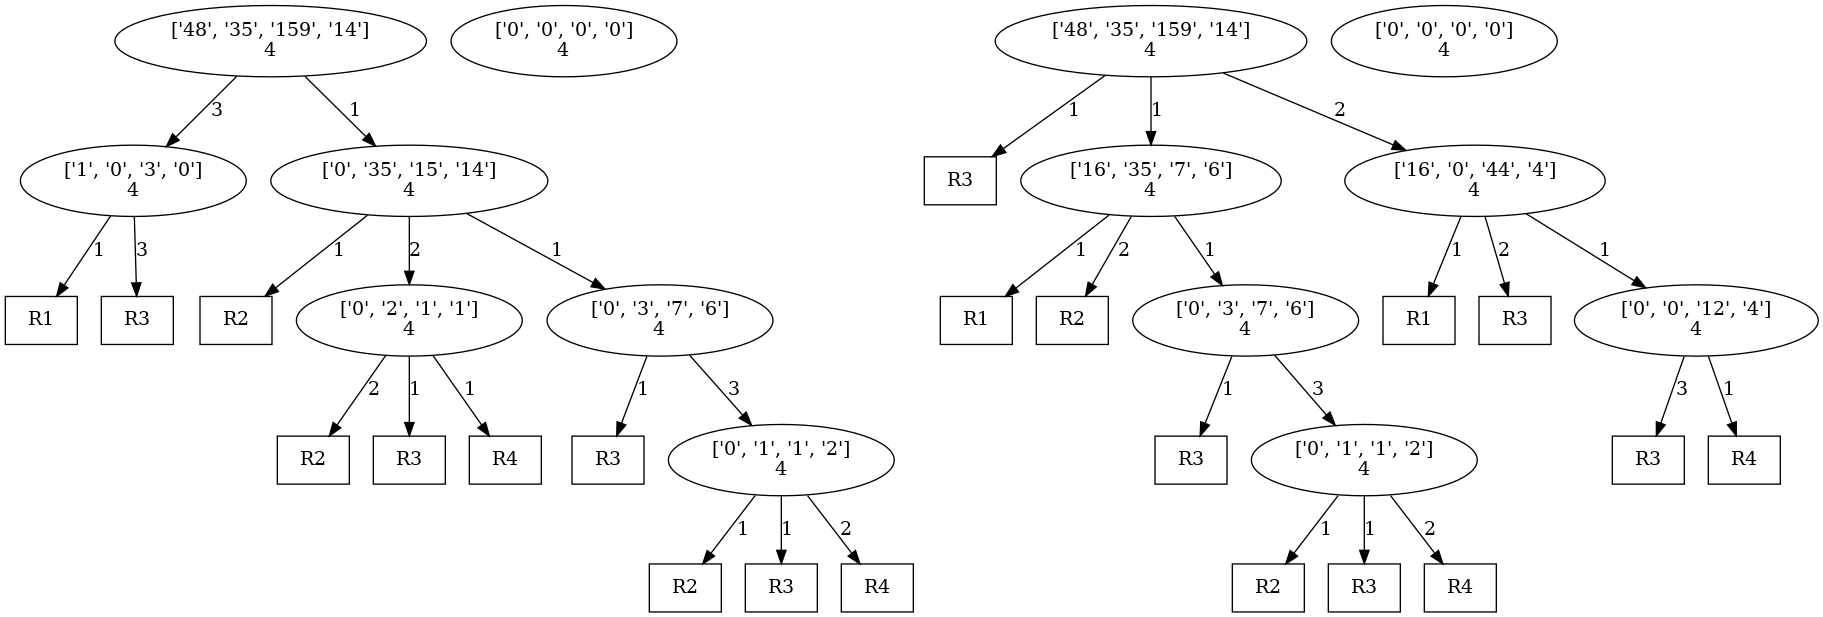 ['48', '35', '159', '14']
4
['0', '0', '0', '0']
4
['48', '35', '159', '14']
4
['0', '0', '0', '0']
4
3
1
1
1
2
['1', '0', '3', '0']
4
['0', '35', '15', '14']
4
R3
['16', '35', '7', '6']
4
['16', '0', '44', '4']
4
1
3
1
2
1
1
2
1
1
2
1
R1
R3
R2
['0', '2', '1', '1']
4
['0', '3', '7', '6']
4
R1
R2
['0', '3', '7', '6']
4
R1
R3
['0', '0', '12', '4']
4
2
1
1
1
3
1
3
3
1
R2
R3
R4
R3
['0', '1', '1', '2']
4
R3
['0', '1', '1', '2']
4
R3
R4
1
1
2
1
1
2
R2
R3
R4
R2
R3
R4